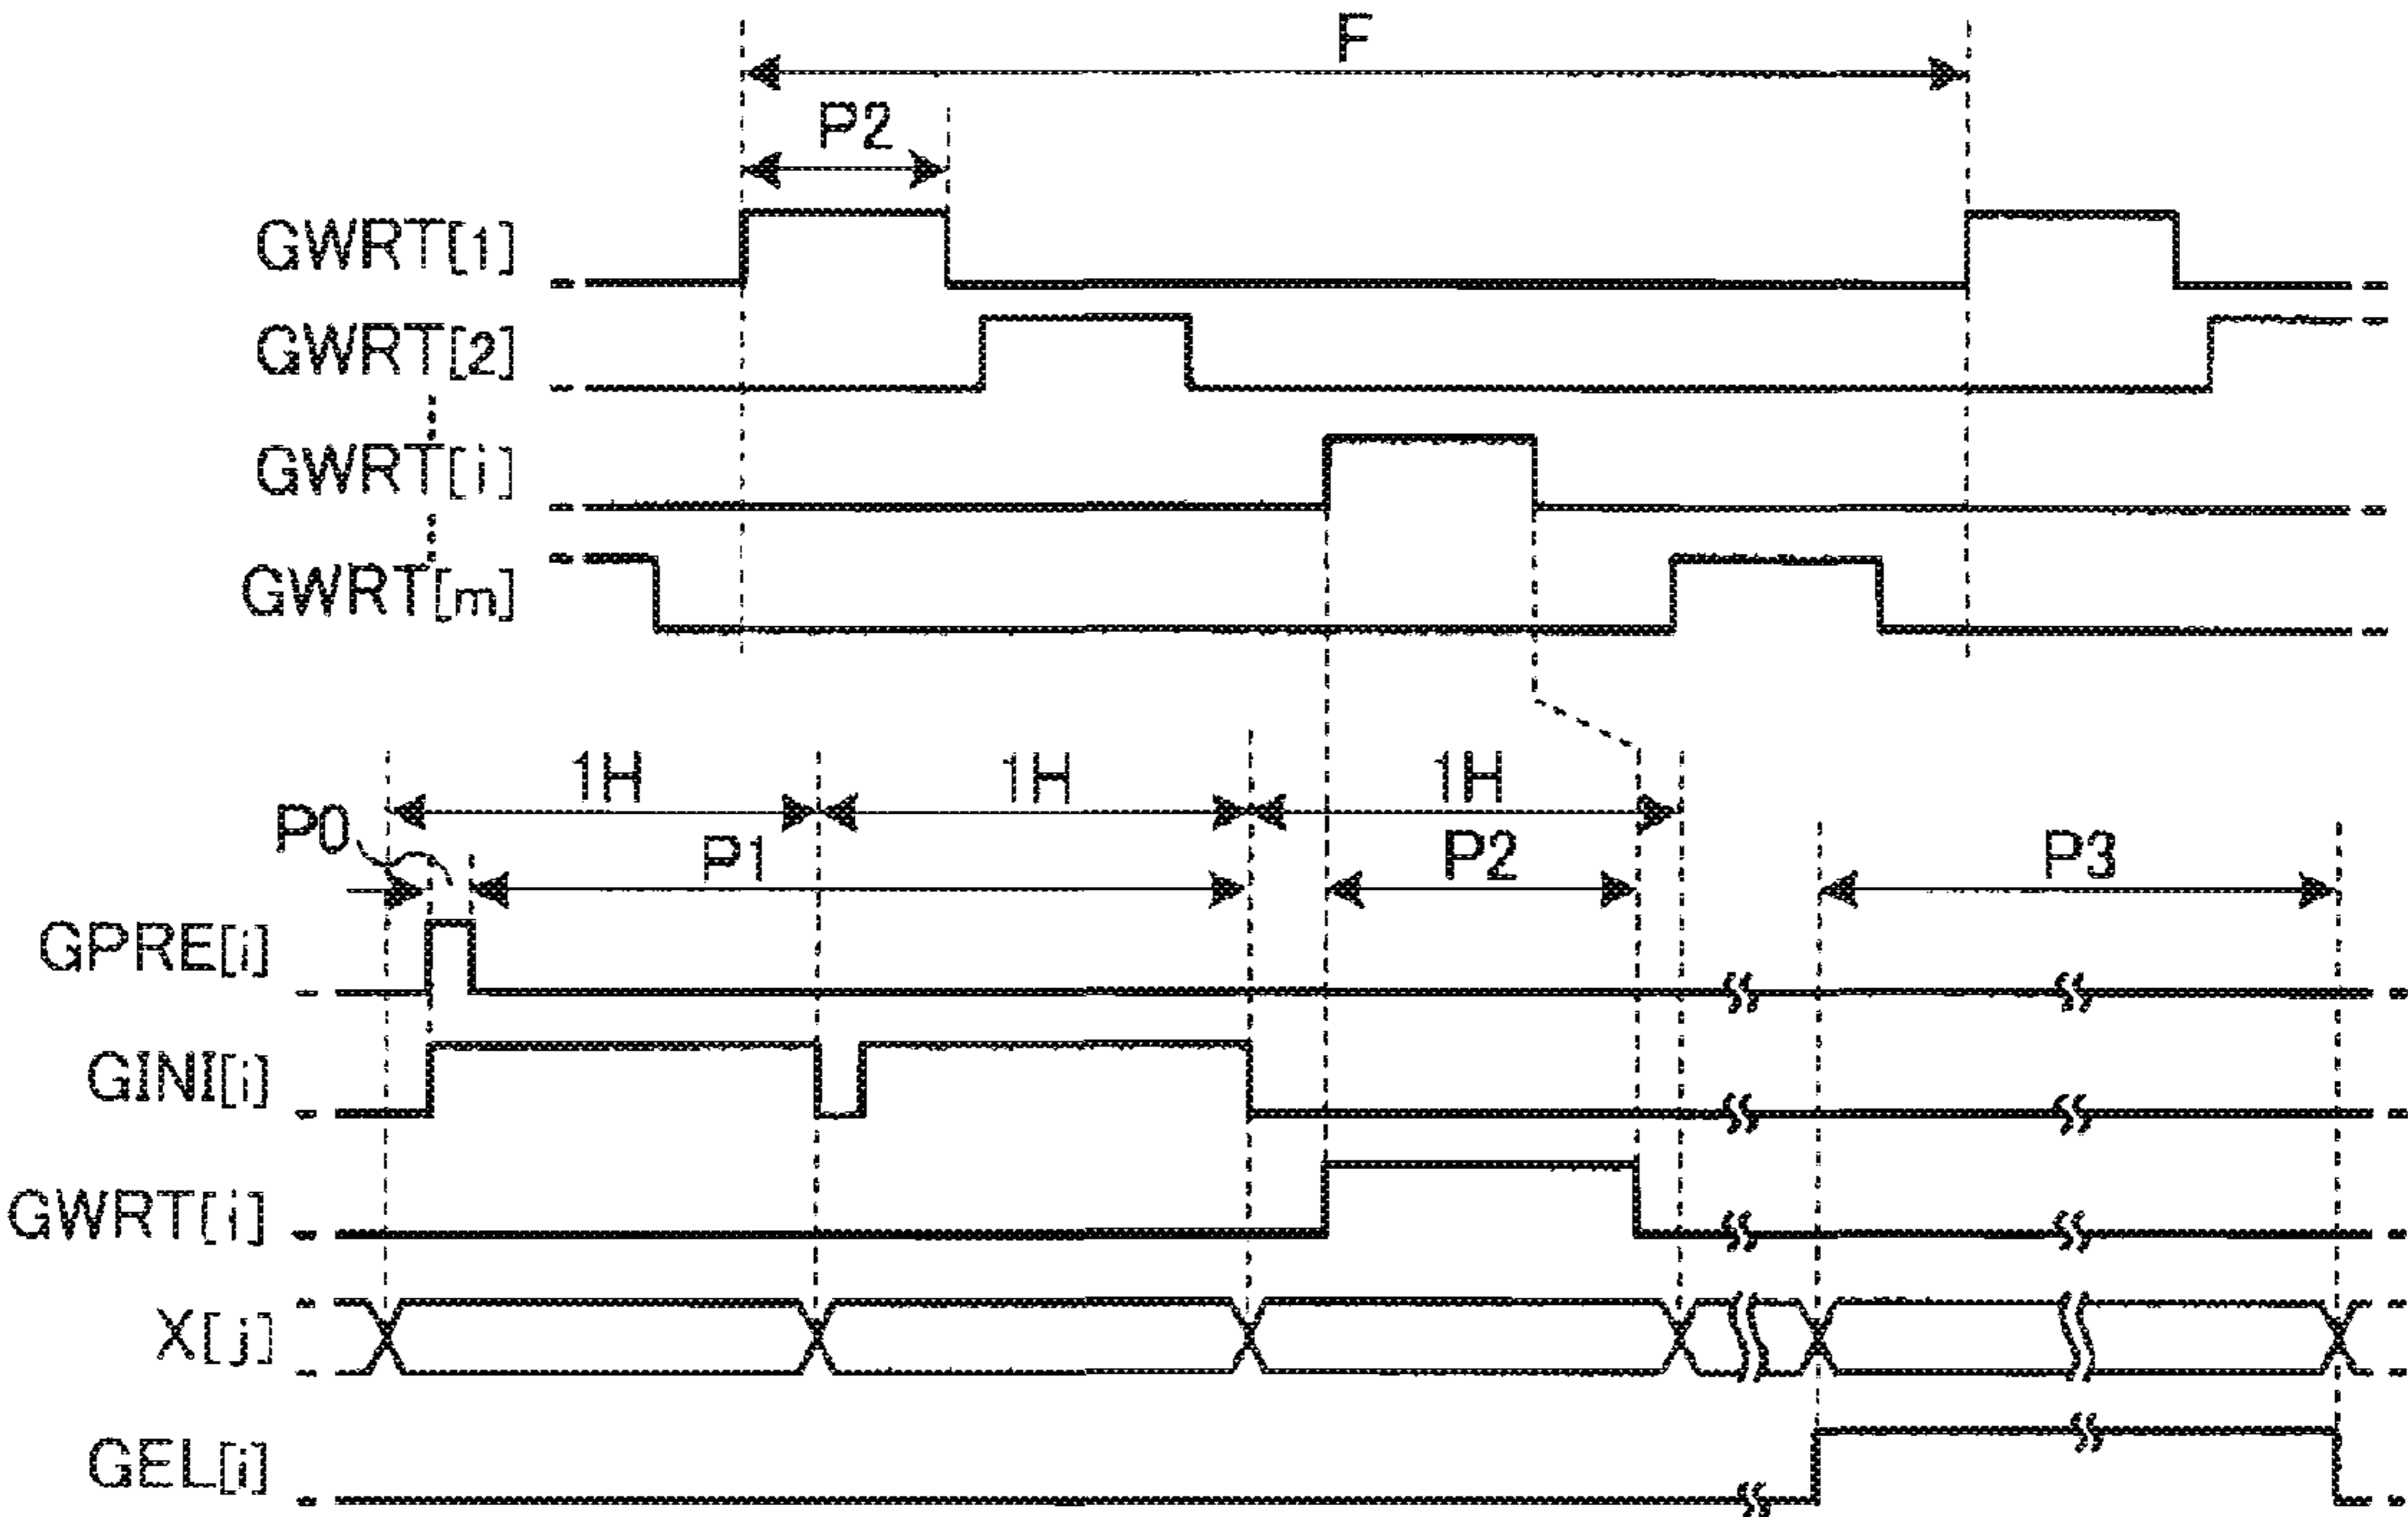 F
P2
GWRT[1]
GWRT[2]
GWRT[i]
GWRT[m]
1H 1H 1H
P0 P1 P2 P3
GPRE[i]
GINI[i]
GWRT[i]
X[j]
GEL[i]